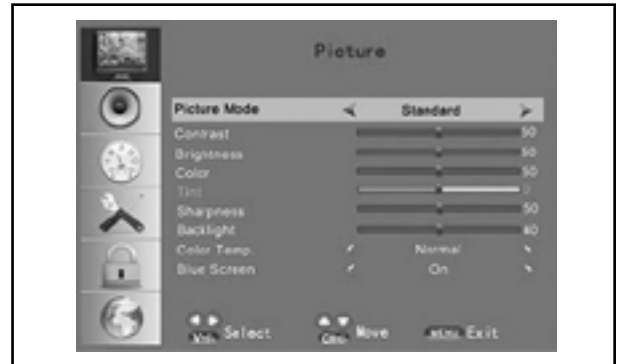 Picture
Picture Mode Standard
Contrast 50
Brightness 50
Color 50
Tint
Sharpness 50
Backlight 40
Color Temp. Normal
Blue Screen On
Select Move MENU Exit